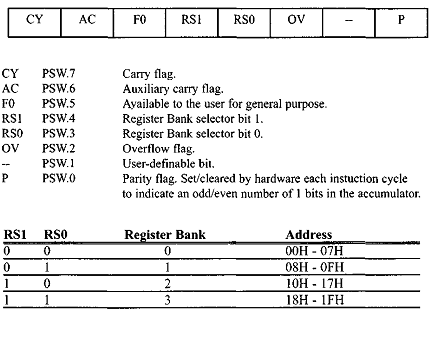 CY AC F0 RS1 RS0 OV -- P
CY PSW.7 Carry flag.
AC PSW.6 Auxiliary carry flag.
F0 PSW.5 Ayailable to the user for general purpose.
RS1 PSW.4 Register Bank selector bit 1.
RS0 PSW.3 Register Bank selector bit 0.
OV PSW.2 Overflow flag.
-- PSW.1 User-definable bit.
P PSW.0 Parity flag. Set/cleared by hardware each instuction cycle
to indicate an odd/even number of 1 bits in the accumulator.
RS1 RS0 Register Bank Address
0 0 0 00H - 07H
0 1 1 08H - 0FH
1 0 2 10H - 17H
1 1 3 18H - 1FH